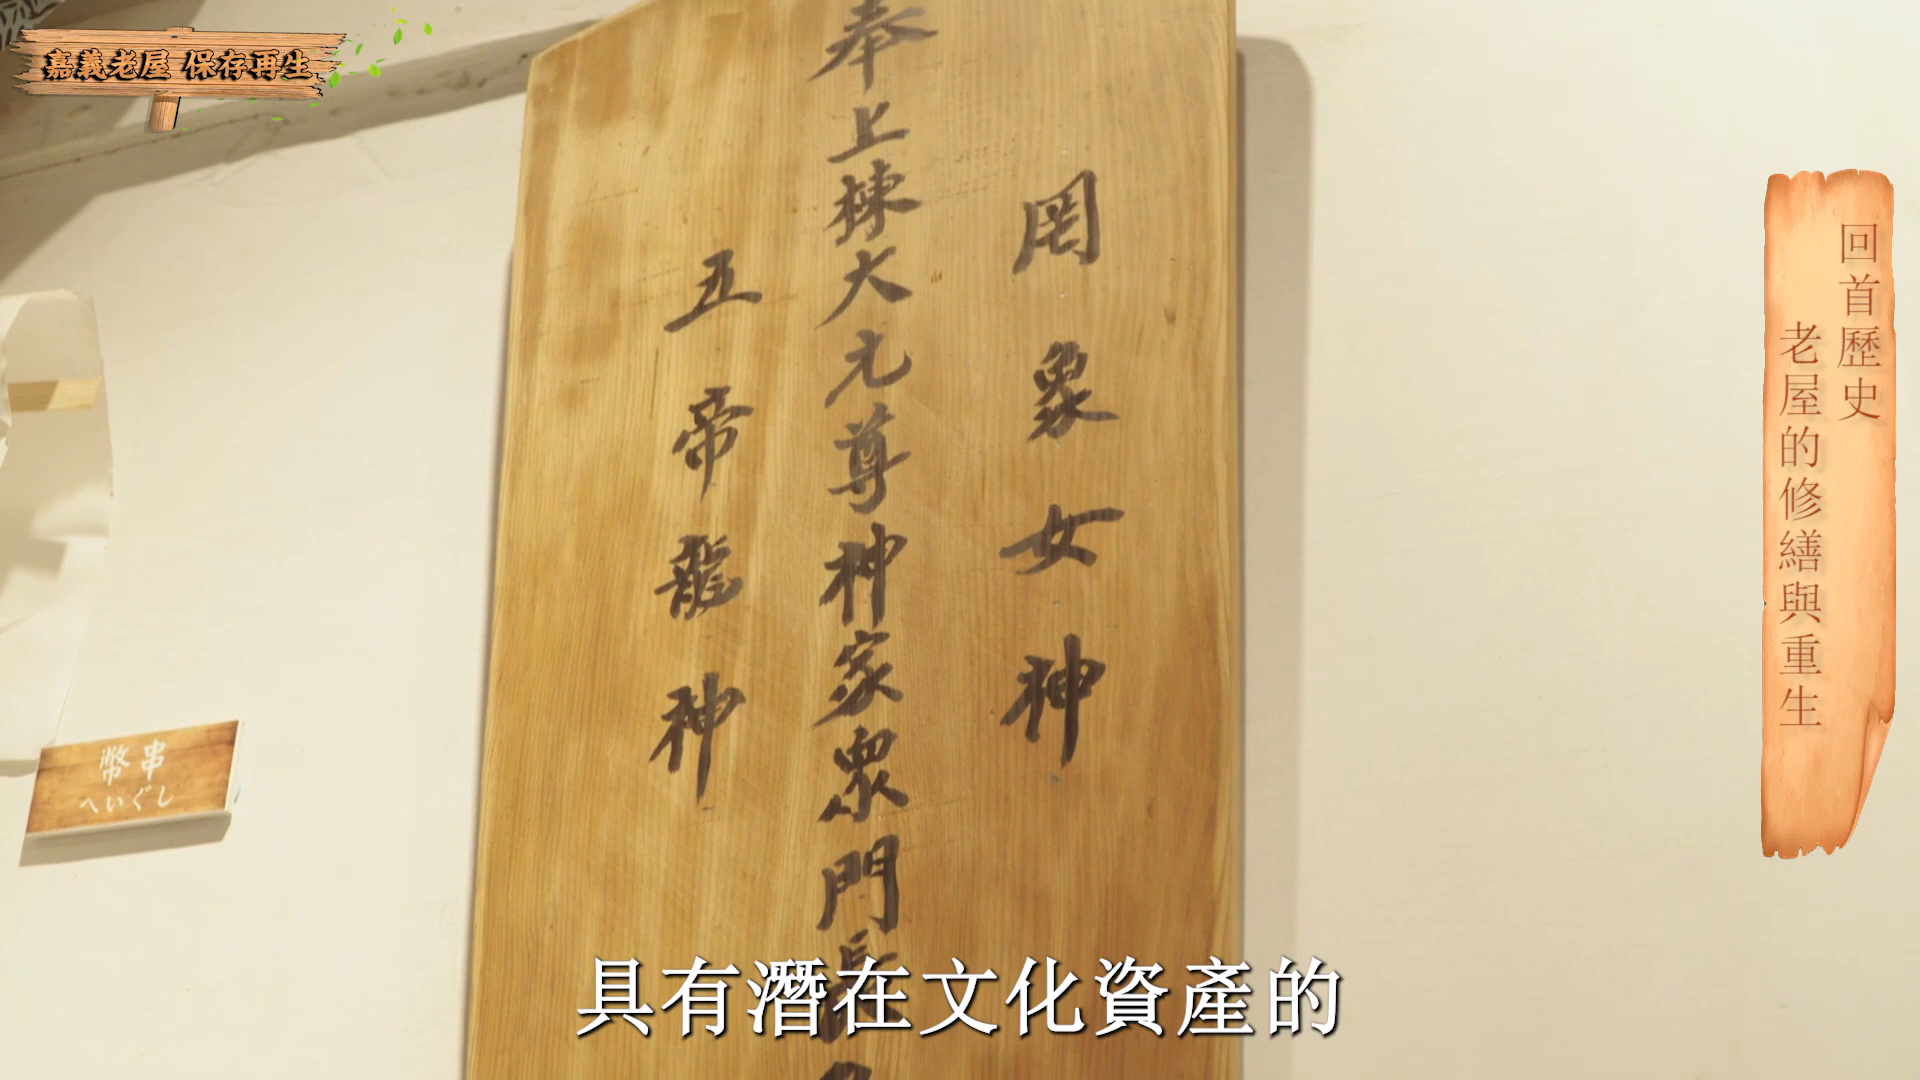 嘉義老屋 保存再生
回首歷史
老屋的修繕與重生
罔象女神
奉上棟大元尊神家眾門長
五帝龍神
幣串
へいぐし
具有潛在文化資產的